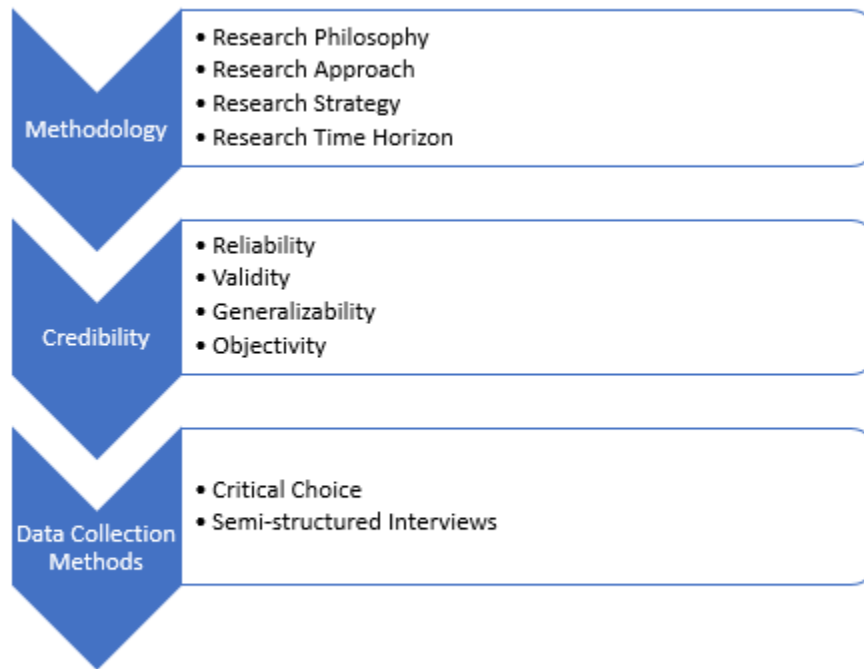 Methodology
• Research Philosophy
• Research Approach
• Research Strategy
• Research Time Horizon
Credibility
• Reliability
• Validity
• Generalizability
• Objectivity
Data Collection
Methods
• Critical Choice
• Semi-structured Interviews